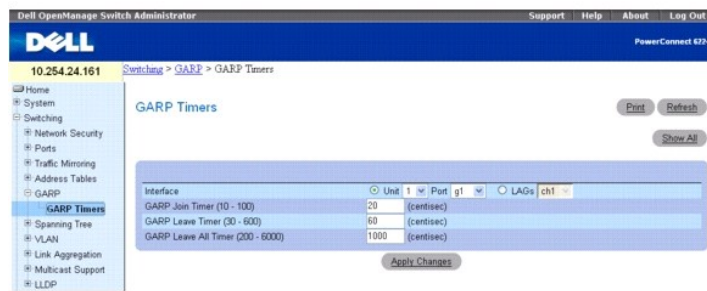 Dell OpenManage Switch Administrator
Support Help About Log Out
DELL
PowerConnect 622
10.254.24.161
Switching > GARP > GARP Timers
Home
System
Switching
Network Security
Ports
Traffic Mirroring
Address Tables
GARP
GARP Timers
Spanning Tree
VLAN
Link Aggregation
Multicast Support
LLDP
GARP Timers
Print Refresh
Show All
Interface Unit 1 Port g1 LAGs ch1
GARP Join Timer (10 - 100) 20 (centisec)
GARP Leave Timer (30 - 600) 60 (centisec)
GARP Leave All Timer (200 - 6000) 1000 (centisec)
Apply Changes